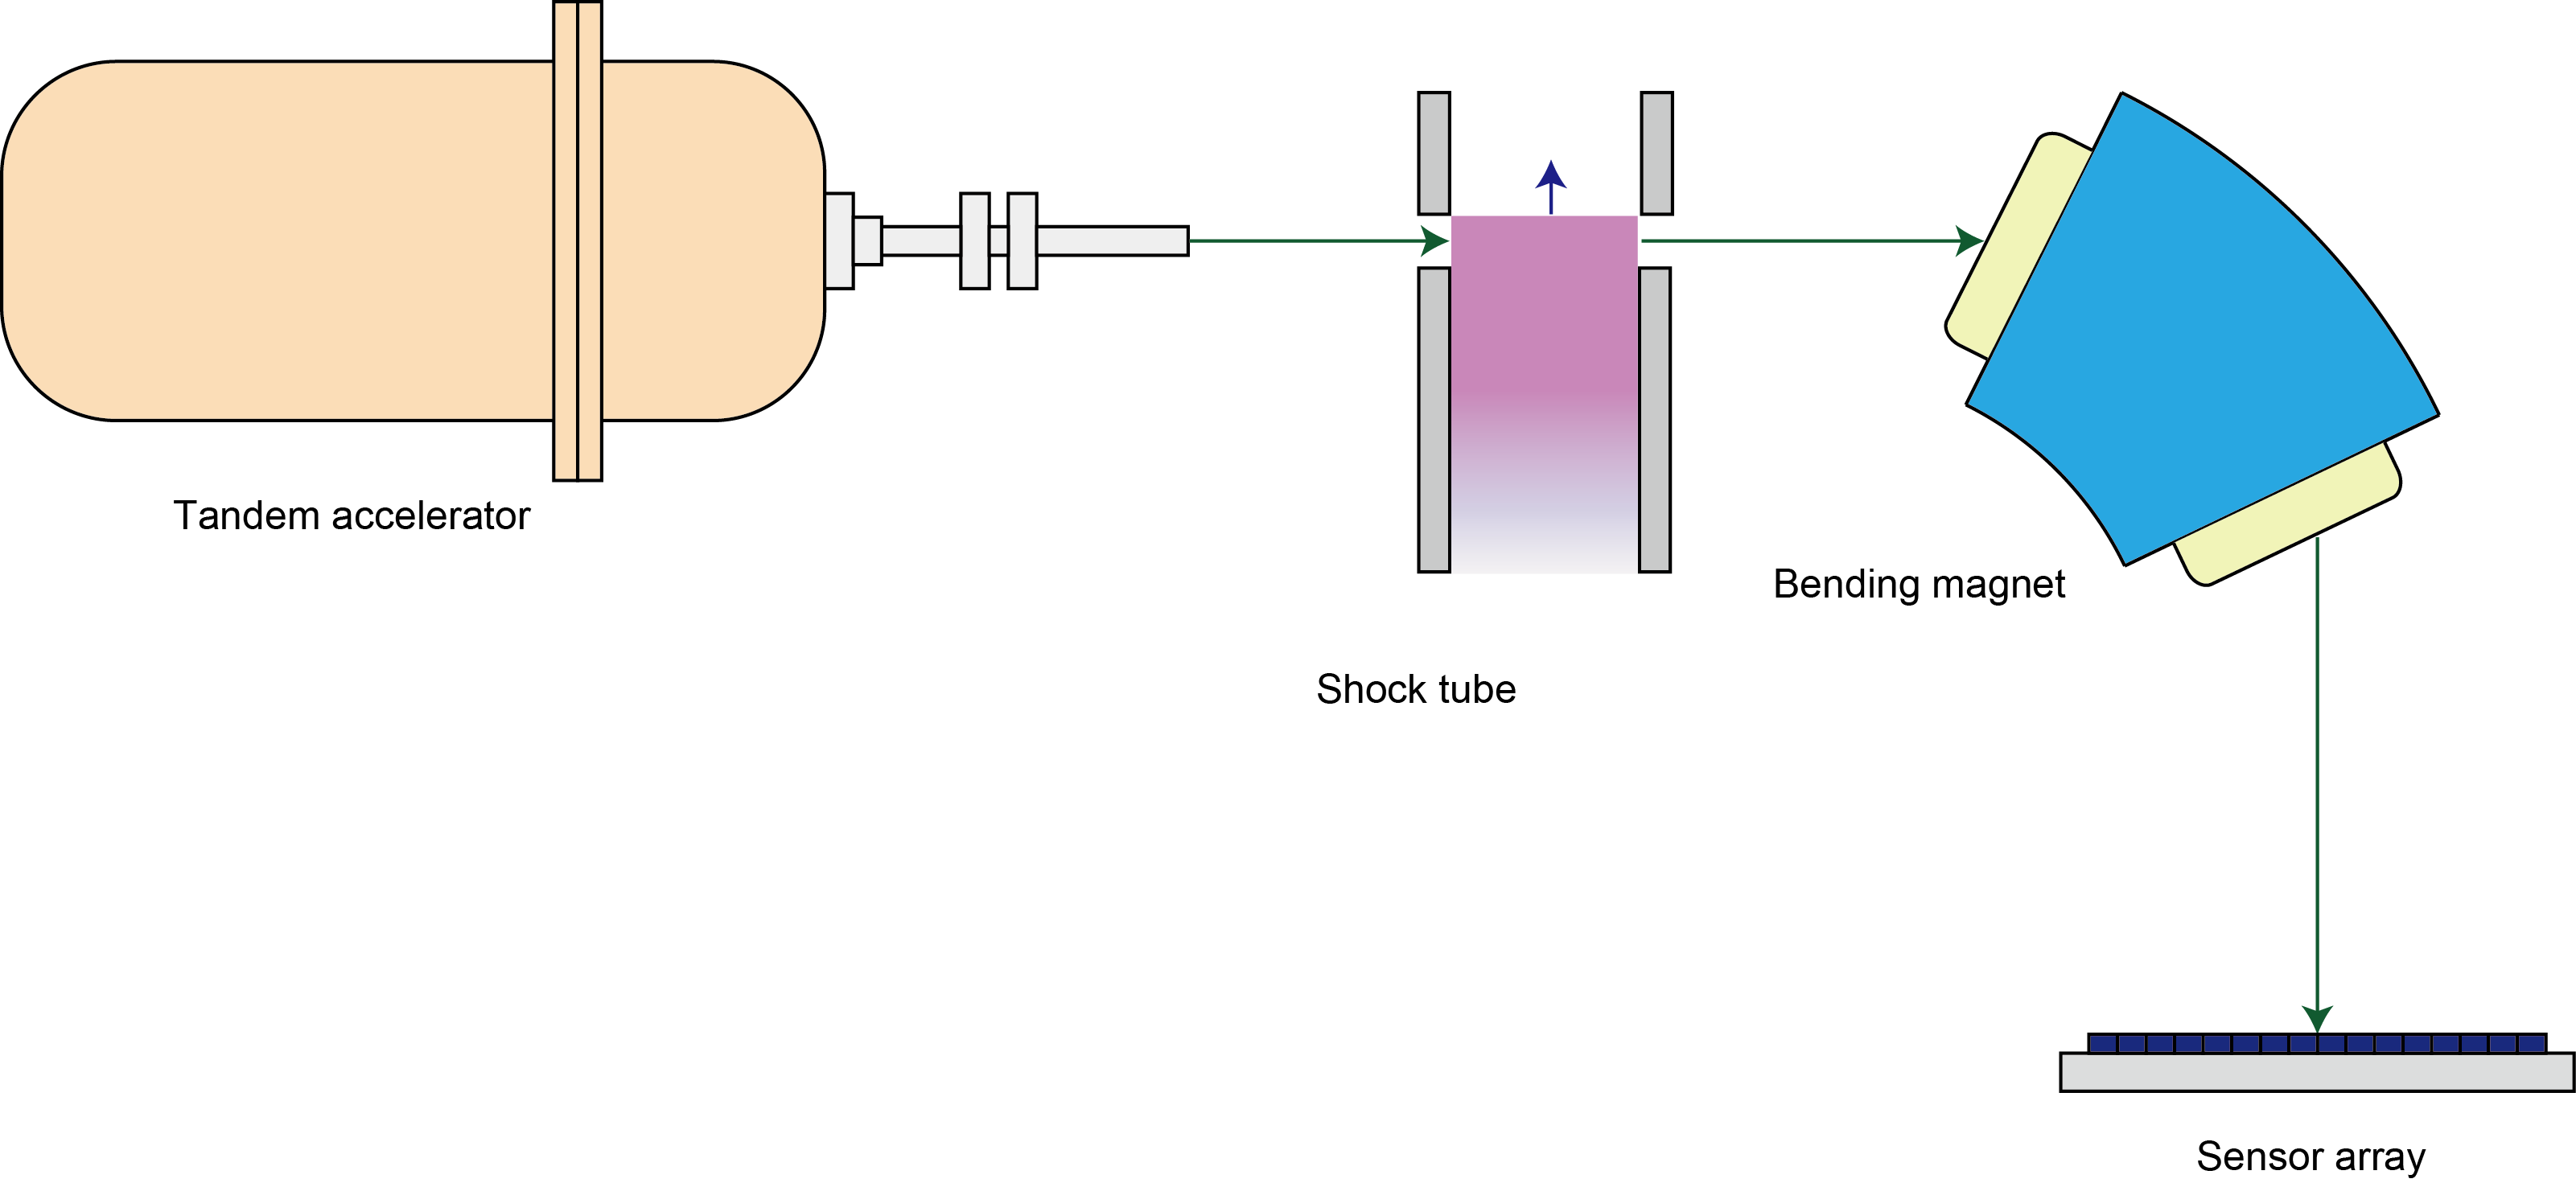 Tandem accelerator
Bending magnet
Shock tube
Sensor array